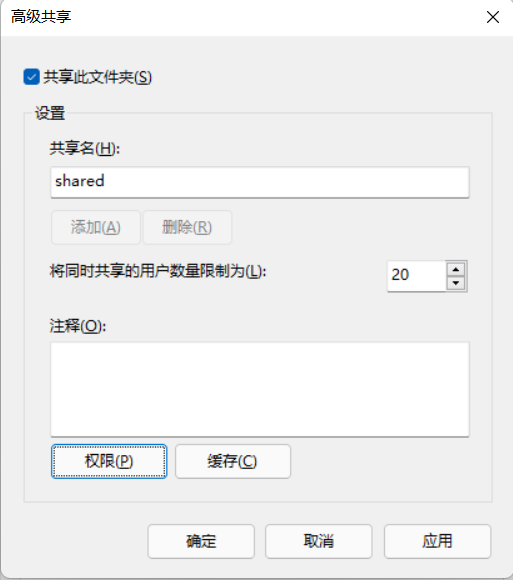 高级共享
共享此文件夹(S)
设置
共享名(H):
shared
添加(A) 删除(R)
将同时共享的用户数量限制为(L): 20
注释(O):
权限(P) 缓存(C)
确定 取消 应用